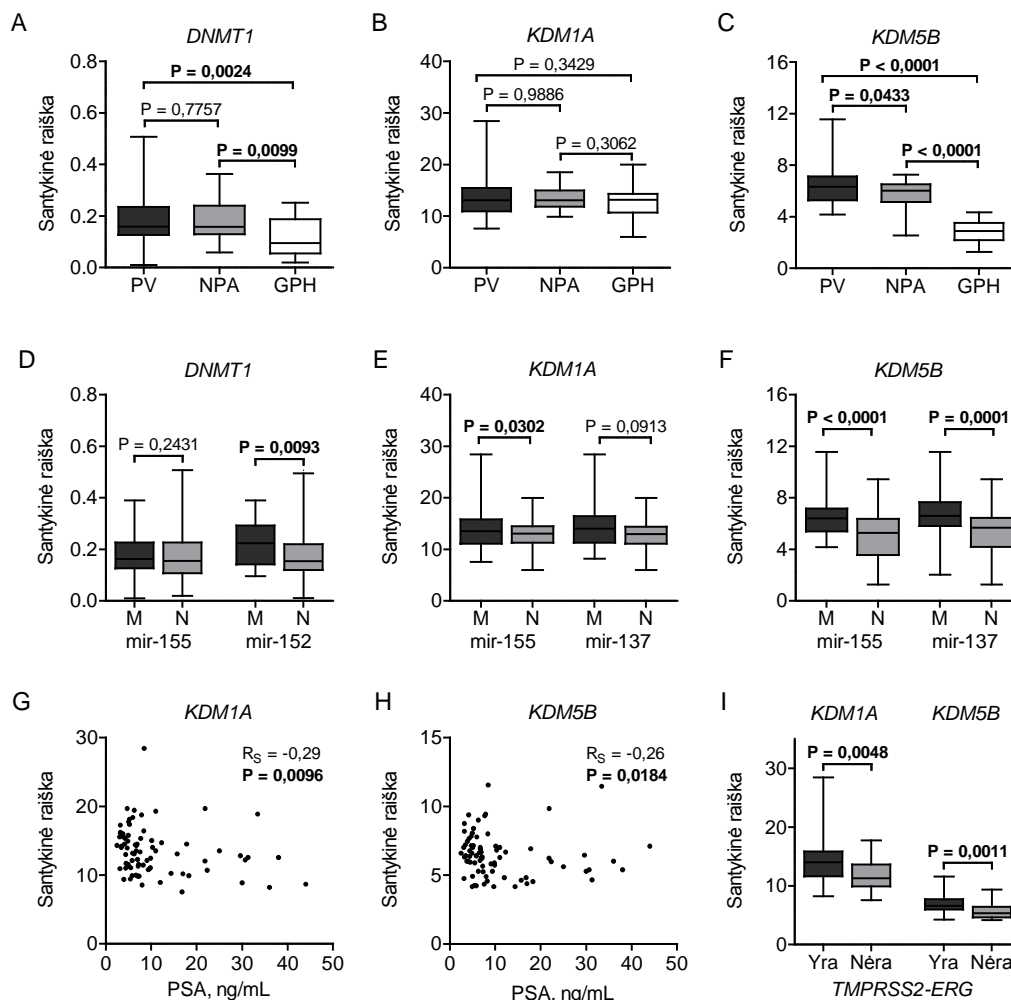 A
DNMT1
Santykinė raiška
0,8
0,6
0,4
0,2
0,0
P = 0,0024
P = 0,7757
P = 0,0099
PV NPA GPH
B
KDM1A
Santykinė raiška
40
30
20
10
0
P = 0,3429
P = 0,9886
P = 0,3062
PV NPA GPH
C
KDM5B
Santykinė raiška
16
12
8
4
0
P < 0,0001
P = 0,0433
P < 0,0001
PV NPA GPH
D
DNMT1
Santykinė raiška
0,8
0,6
0,4
0,2
0,0
P = 0,2431
P = 0,0093
M N M N
mir-155 mir-152
E
KDM1A
Santykinė raiška
40
30
20
10
0
P = 0,0302
P = 0,0913
M N M N
mir-155 mir-137
F
KDM5B
Santykinė raiška
16
12
8
4
0
P < 0,0001
P = 0,0001
M N M N
mir-155 mir-137
G
KDM1A
Santykinė raiška
40
30
20
10
0
RS = -0,29
P = 0,0096
0 10 20 30 40 50
PSA, ng/mL
H
KDM5B
Santykinė raiška
15
10
5
0
RS = -0,26
P = 0,0184
0 10 20 30 40 50
PSA, ng/mL
I
KDM1A KDM5B
Santykinė raiška
30
20
10
0
P = 0,0048
P = 0,0011
Yra Nėra Yra Nėra
TMPRSS2-ERG